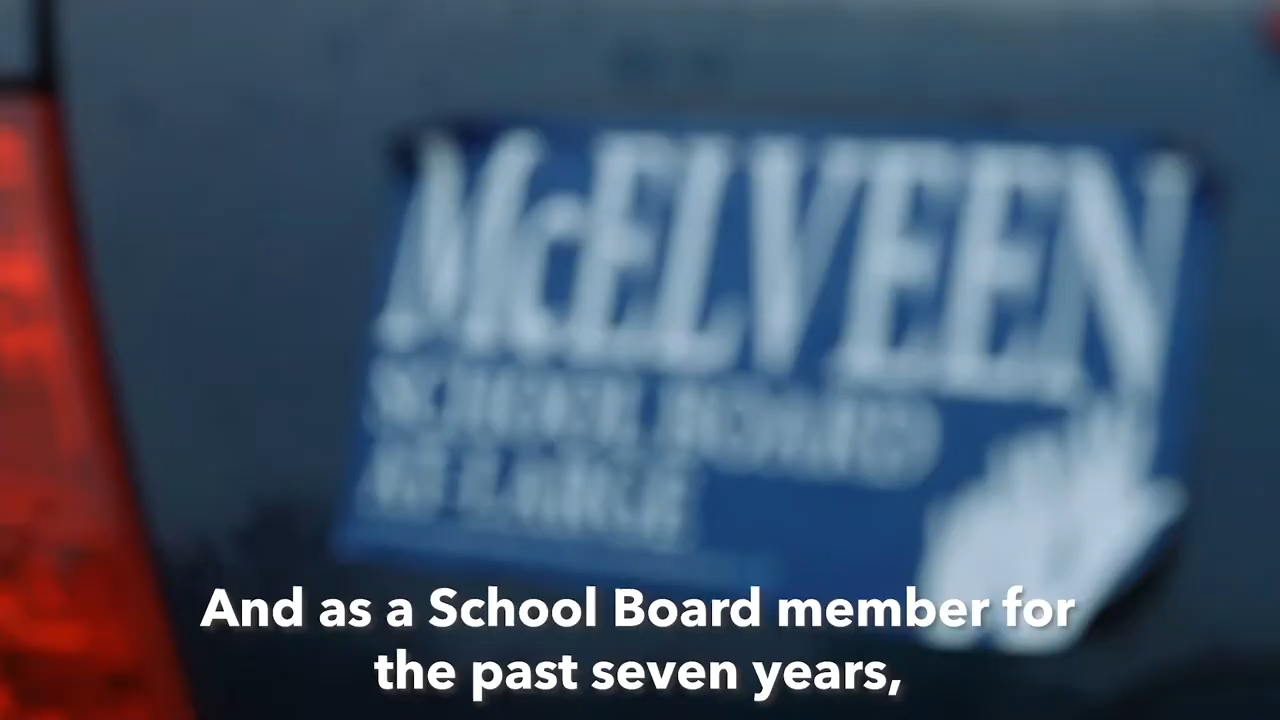 McELVEEN
SCHOOL BOARD
AT LARGE
And as a School Board member for
the past seven years,